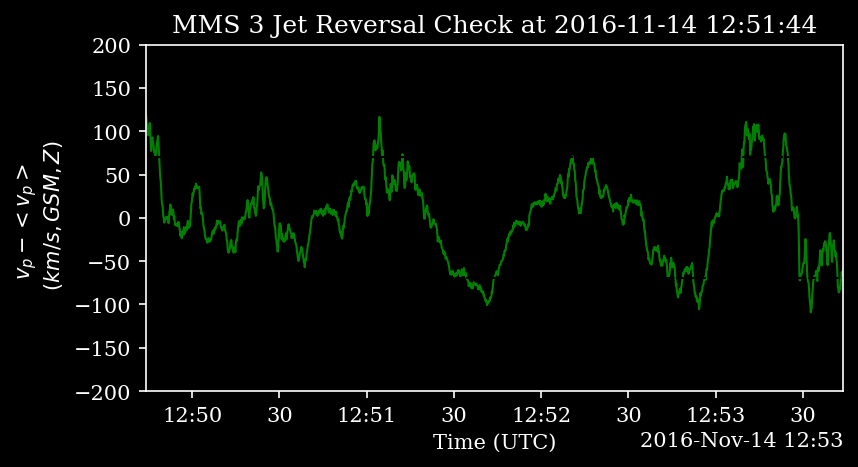 MMS 3 Jet Reversal Check at 2016-11-14 12:51:44
200
150
100
50
0
−50
−100
−150
−200
v_p − <v_p>
(km/s, GSM, Z)
12:50 30 12:51 30 12:52 30 12:53 30
Time (UTC)
2016-Nov-14 12:53